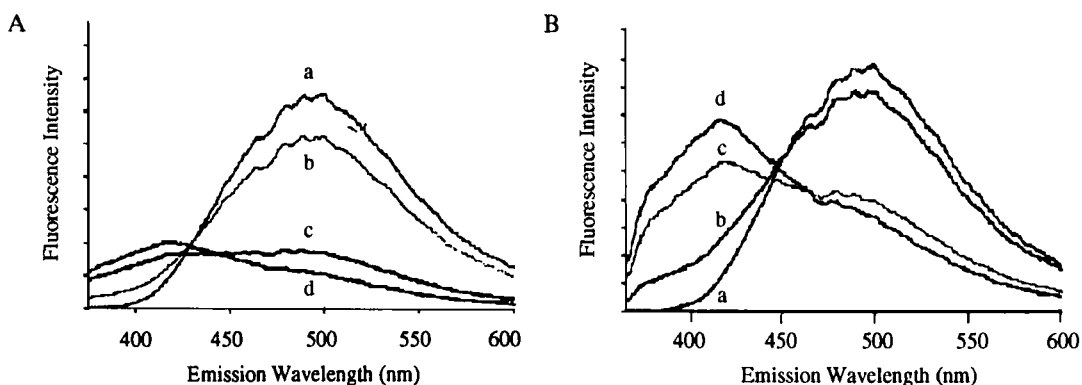 A
Fluorescence Intensity
a
b
c
d
400 450 500 550 600
Emission Wavelength (nm)
B
Fluorescence Intensity
d
c
b
a
400 450 500 550 600
Emission Wavelength (nm)